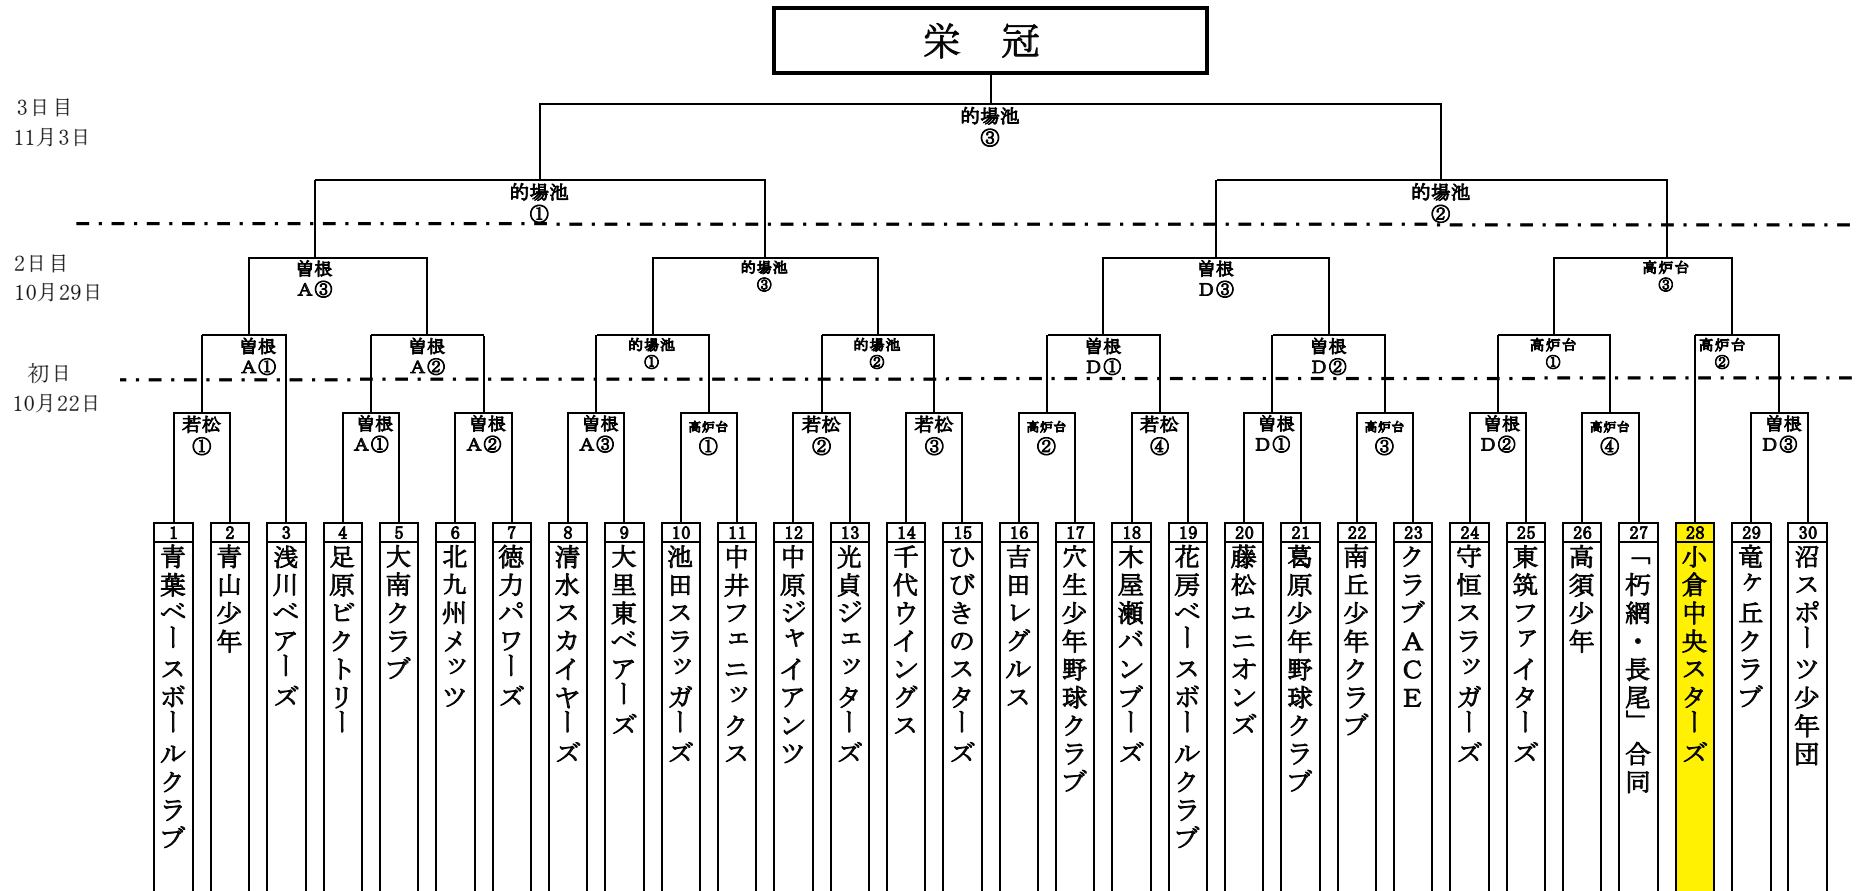 栄　冠
3日目
11月3日
的場池
③
的場池
①
的場池
②
2日目
10月29日
曽根
A③
的場池
③
曽根
D③
高炉台
③
曽根
A①
曽根
A②
的場池
①
的場池
②
曽根
D①
曽根
D②
高炉台
①
高炉台
②
初日
10月22日
若松
①
曽根
A①
曽根
A②
曽根
A③
高炉台
①
若松
②
若松
③
高炉台
②
若松
④
曽根
D①
高炉台
③
曽根
D②
高炉台
④
曽根
D③
1
青葉ベースボールクラブ
2
青山少年
3
浅川ベアーズ
4
足原ビクトリー
5
大南クラブ
6
北九州メッツ
7
徳力パワーズ
8
清水スカイヤーズ
9
大里東ベアーズ
10
池田スラッガーズ
11
中井フェニックス
12
中原ジャイアンツ
13
光貞ジェッターズ
14
千代ウイングス
15
ひびきのスターズ
16
吉田レグルス
17
穴生少年野球クラブ
18
木屋瀬バンブーズ
19
花房ベースボールクラブ
20
藤松ユニオンズ
21
葛原少年野球クラブ
22
南丘少年クラブ
23
クラブACE
24
守恒スラッガーズ
25
東筑ファイターズ
26
高須少年
27
「朽網・長尾」合同
28
小倉中央スターズ
29
竜ヶ丘クラブ
30
沼スポーツ少年団